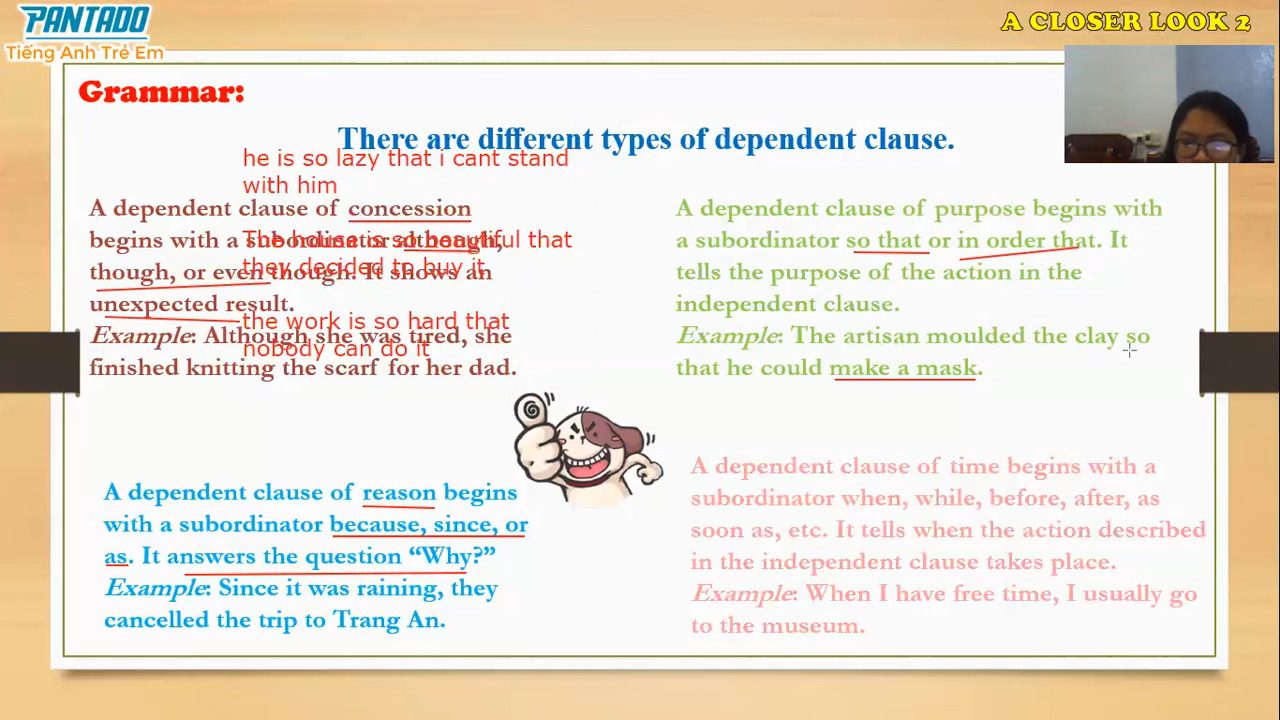 PANTADO
Tiếng Anh Trẻ Em
A CLOSER LOOK 2
Grammar:
There are different types of dependent clause.
he is so lazy that i cant stand
with him
A dependent clause of concession
begins with a subordinator although,
though, or even though. It shows an
unexpected result.
Example: Although she was tired, she
finished knitting the scarf for her dad.
The house is so beautiful that
they decided to buy it
the work is so hard that
nobody can do it
A dependent clause of purpose begins with
a subordinator so that or in order that. It
tells the purpose of the action in the
independent clause.
Example: The artisan moulded the clay so
that he could make a mask.
A dependent clause of reason begins
with a subordinator because, since, or
as. It answers the question “Why?”
Example: Since it was raining, they
cancelled the trip to Trang An.
A dependent clause of time begins with a
subordinator when, while, before, after, as
soon as, etc. It tells when the action described
in the independent clause takes place.
Example: When I have free time, I usually go
to the museum.